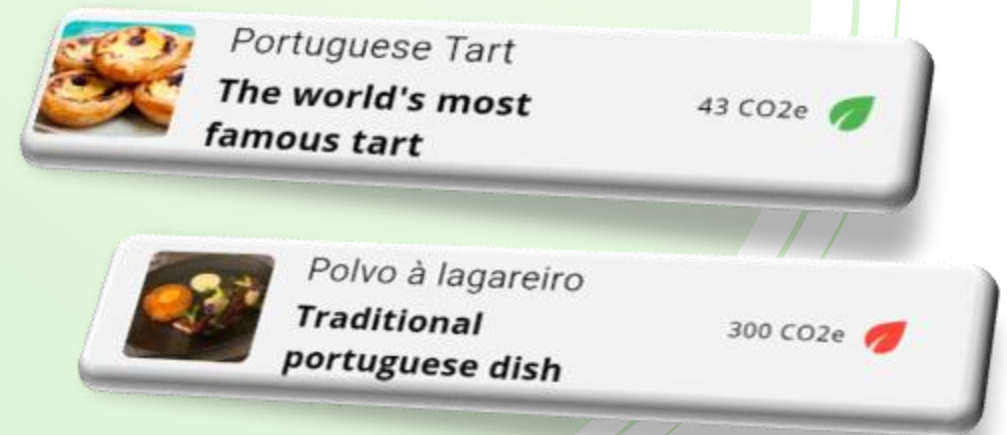 Portuguese Tart
The world's most
famous tart
43 CO2e
Polvo à lagareiro
Traditional
portuguese dish
300 CO2e